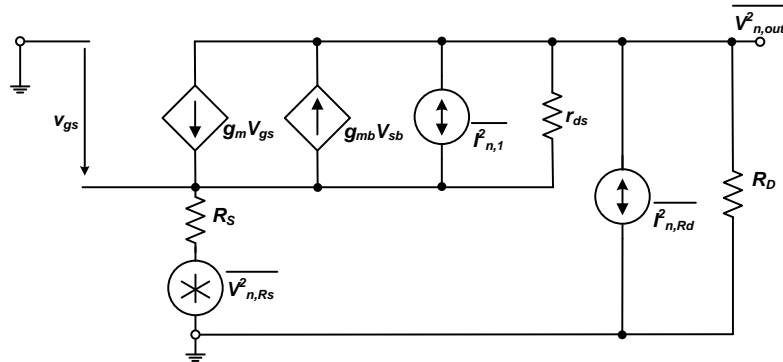 V²n,out
vgs
gmVgs
gmbVsb
I²n,1
rds
RS
V²n,Rs
I²n,Rd
RD